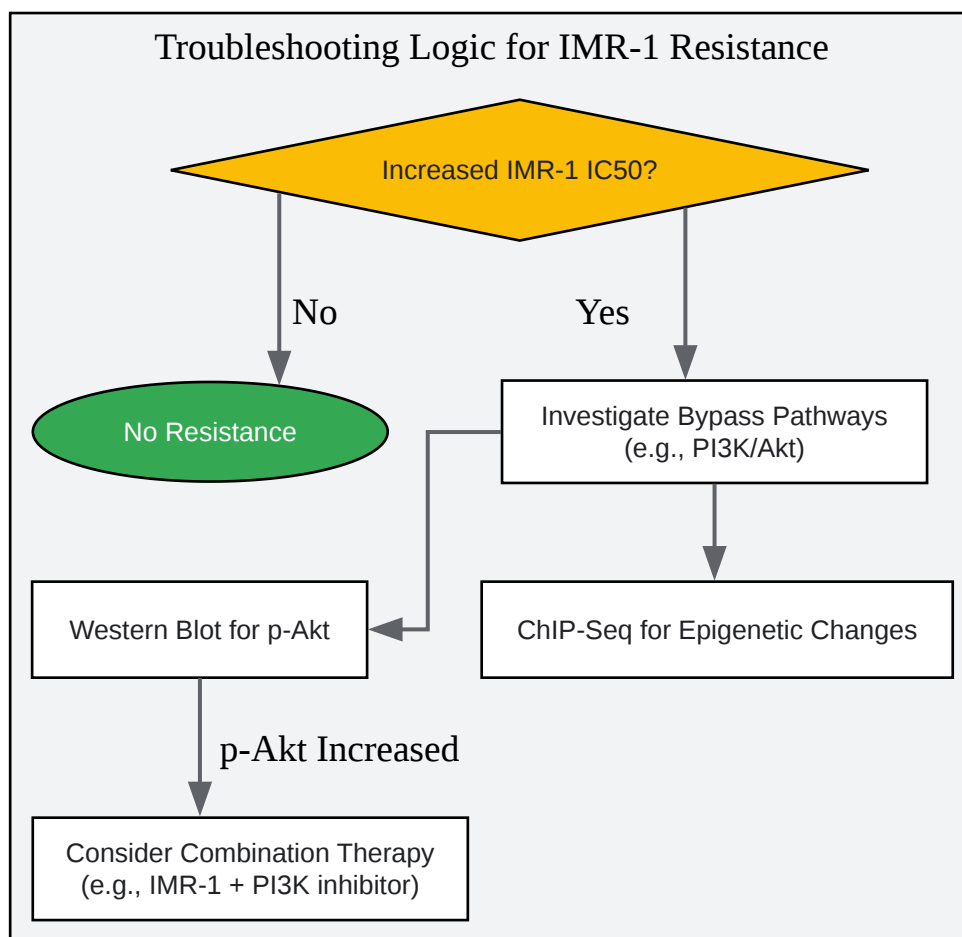 Troubleshooting Logic for IMR-1 Resistance
Increased IMR-1 IC50?
No
Yes
No Resistance
Investigate Bypass Pathways
(e.g., PI3K/Akt)
Western Blot for p-Akt
ChIP-Seq for Epigenetic Changes
p-Akt Increased
Consider Combination Therapy
(e.g., IMR-1 + PI3K inhibitor)